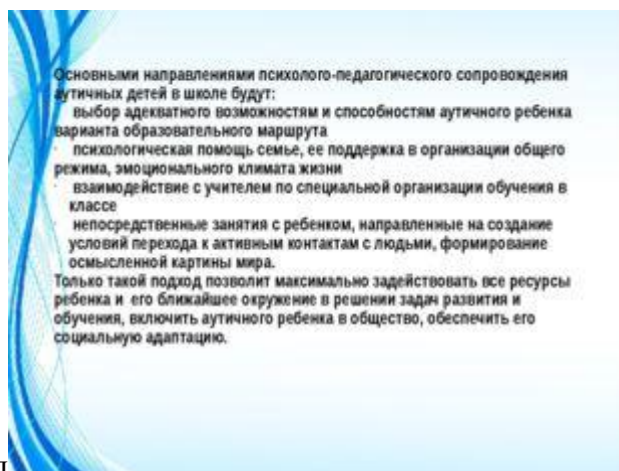 Основными направлениями психолого-педагогического сопровождения
аутичных детей в школе будут:
выбор адекватного возможностям и способностям аутичного ребенка
варианта образовательного маршрута
психологическая помощь семье, ее поддержка в организации общего
режима, эмоционального климата жизни
взаимодействие с учителем по специальной организации обучения в
классе
непосредственные занятия с ребенком, направленные на создание
условий перехода к активным контактам с людьми, формирование
осмысленной картины мира.
Только такой подход позволит максимально задействовать все ресурсы
ребенка и его ближайшее окружение в решении задач развития и
обучения, включить аутичного ребенка в общество, обеспечить его
социальную адаптацию.